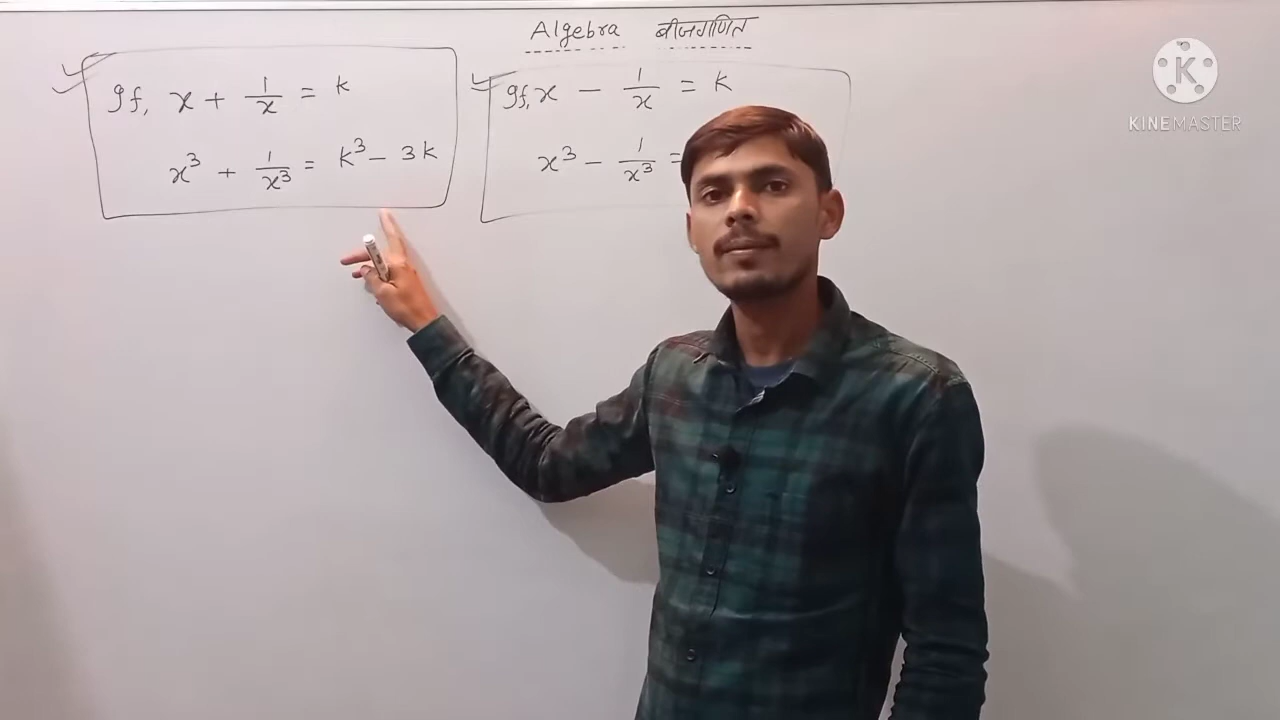 Algebra बीजगणित
If, x + 1/x = k
x³ + 1/x³ = k³ - 3k
If, x - 1/x = k
x³ - 1/x³ =
K
KINEMASTER